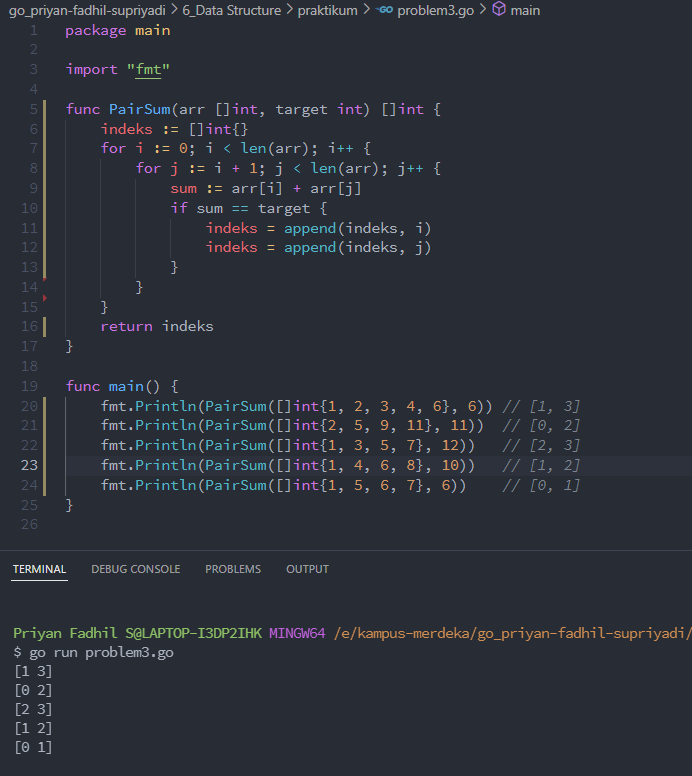 go_priyan-fadhil-supriyadi > 6_Data Structure > praktikum > GO problem3.go > main
1 package main
2
3 import "fmt"
4
5 func PairSum(arr []int, target int) []int {
6     indeks := []int{}
7     for i := 0; i < len(arr); i++ {
8         for j := i + 1; j < len(arr); j++ {
9             sum := arr[i] + arr[j]
10             if sum == target {
11                 indeks = append(indeks, i)
12                 indeks = append(indeks, j)
13             }
14         }
15     }
16     return indeks
17 }
18
19 func main() {
20     fmt.Println(PairSum([]int{1, 2, 3, 4, 6}, 6)) // [1, 3]
21     fmt.Println(PairSum([]int{2, 5, 9, 11}, 11))  // [0, 2]
22     fmt.Println(PairSum([]int{1, 3, 5, 7}, 12))   // [2, 3]
23     fmt.Println(PairSum([]int{1, 4, 6, 8}, 10))   // [1, 2]
24     fmt.Println(PairSum([]int{1, 5, 6, 7}, 6))    // [0, 1]
25 }
26
TERMINAL DEBUG CONSOLE PROBLEMS OUTPUT
Priyan Fadhil S@LAPTOP-I3DP2IHK MINGW64 /e/kampus-merdeka/go_priyan-fadhil-supriyadi/
$ go run problem3.go
[1 3]
[0 2]
[2 3]
[1 2]
[0 1]